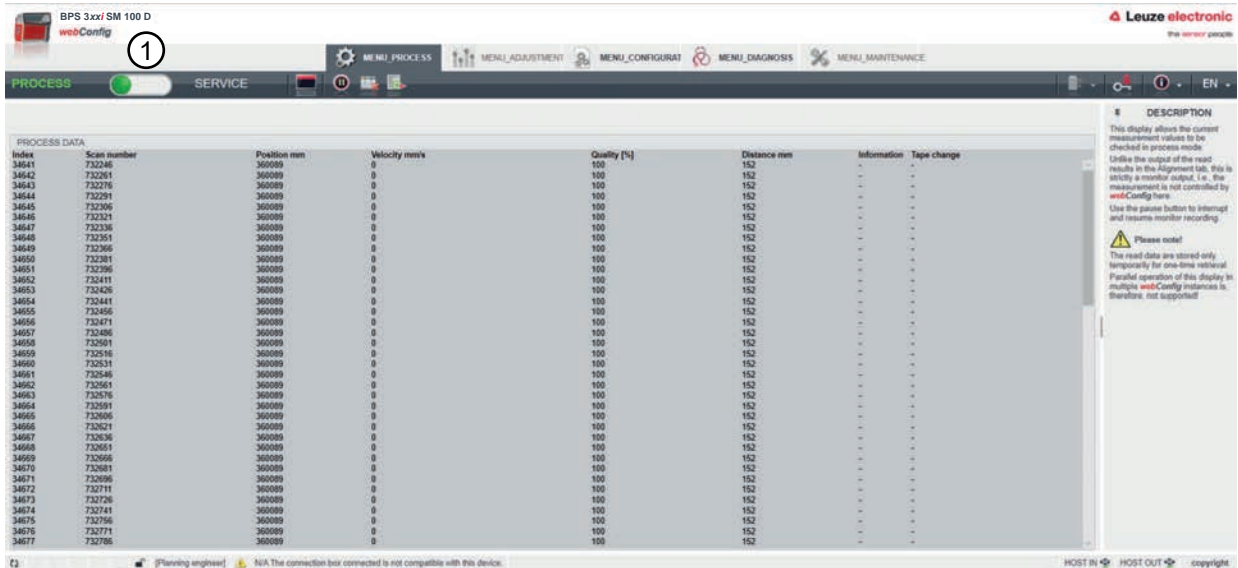 BPS 3xxi SM 100 D
webConfig
1
Leuze electronic
the sensor people
MENU_PROCESS MENU_ADJUSTMENT MENU_CONFIGURAT MENU_DIAGNOSIS MENU_MAINTENANCE
PROCESS SERVICE EN
PROCESS DATA
Index Scan number Position mm Velocity mm/s Quality [%] Distance mm Information Tape change
34641 732246 360089 0 100 152 - -
34642 732261 360089 0 100 152 - -
34643 732276 360089 0 100 152 - -
34644 732291 360089 0 100 152 - -
34645 732306 360089 0 100 152 - -
34646 732321 360089 0 100 152 - -
34647 732336 360089 0 100 152 - -
34648 732351 360089 0 100 152 - -
34649 732366 360089 0 100 152 - -
34650 732381 360089 0 100 152 - -
34651 732396 360089 0 100 152 - -
34652 732411 360089 0 100 152 - -
34653 732426 360089 0 100 152 - -
34654 732441 360089 0 100 152 - -
34655 732456 360089 0 100 152 - -
34656 732471 360089 0 100 152 - -
34657 732486 360089 0 100 152 - -
34658 732501 360089 0 100 152 - -
34659 732516 360089 0 100 152 - -
34660 732531 360089 0 100 152 - -
34661 732546 360089 0 100 152 - -
34662 732561 360089 0 100 152 - -
34663 732576 360089 0 100 152 - -
34664 732591 360089 0 100 152 - -
34665 732606 360089 0 100 152 - -
34666 732621 360089 0 100 152 - -
34667 732636 360089 0 100 152 - -
34668 732651 360089 0 100 152 - -
34669 732666 360089 0 100 152 - -
34670 732681 360089 0 100 152 - -
34671 732696 360089 0 100 152 - -
34672 732711 360089 0 100 152 - -
34673 732726 360089 0 100 152 - -
34674 732741 360089 0 100 152 - -
34675 732756 360089 0 100 152 - -
34676 732771 360089 0 100 152 - -
34677 732786 360089 0 100 152 - -
DESCRIPTION
This display allows the current
measurement values to be
checked in process mode.
Unlike the output of the read
results in the Alignment tab, this is
strictly a monitor output, i.e., the
measurement is not controlled by
webConfig here.
Use the pause button to interrupt
and resume monitor recording.
Please note!
The read data are stored only
temporarily for one-time retrieval.
Parallel operation of this display in
multiple webConfig instances is,
therefore, not supported!
[Planning engineer] N/A The connection box connected is not compatible with this device. HOST IN HOST OUT copyright